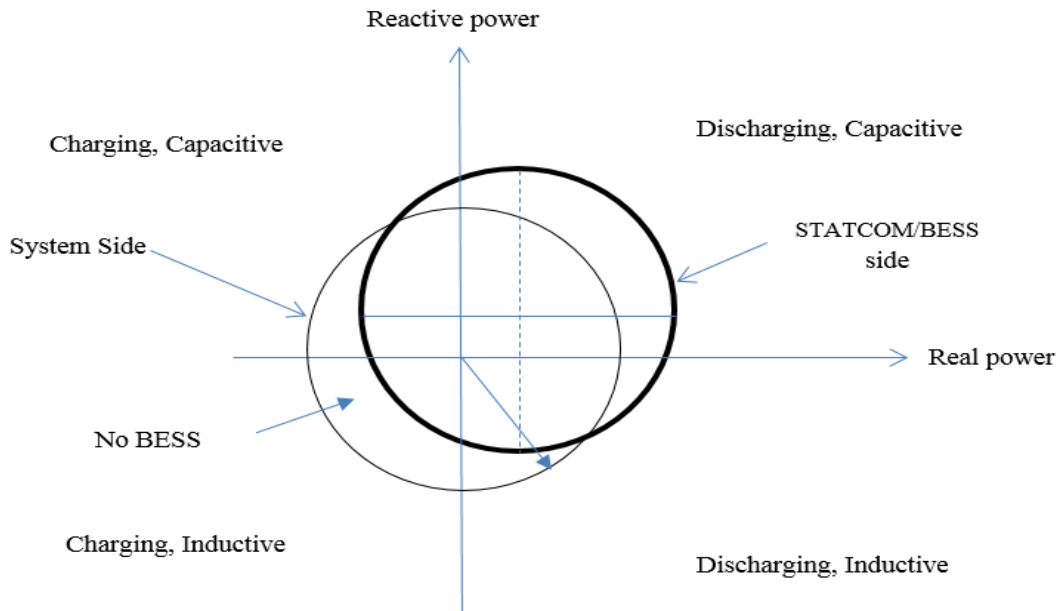 Reactive power
Charging, Capacitive
Discharging, Capacitive
System Side
STATCOM/BESS
side
Real power
No BESS
Charging, Inductive
Discharging, Inductive